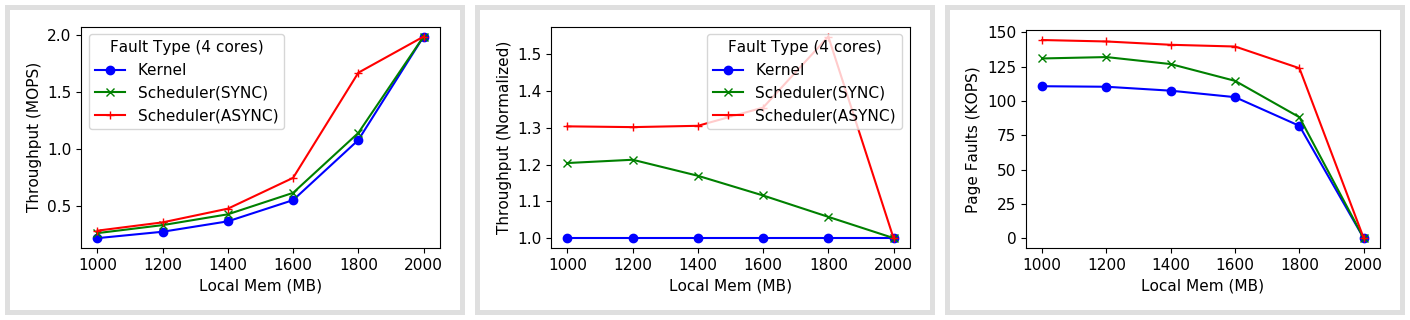 Throughput (MOPS)
2.0
1.5
1.0
0.5
Fault Type (4 cores)
Kernel
Scheduler(SYNC)
Scheduler(ASYNC)
1000 1200 1400 1600 1800 2000
Local Mem (MB)
Throughput (Normalized)
1.5
1.4
1.3
1.2
1.1
1.0
Fault Type (4 cores)
Kernel
Scheduler(SYNC)
Scheduler(ASYNC)
1000 1200 1400 1600 1800 2000
Local Mem (MB)
Page Faults (KOPS)
150
125
100
75
50
25
0
1000 1200 1400 1600 1800 2000
Local Mem (MB)